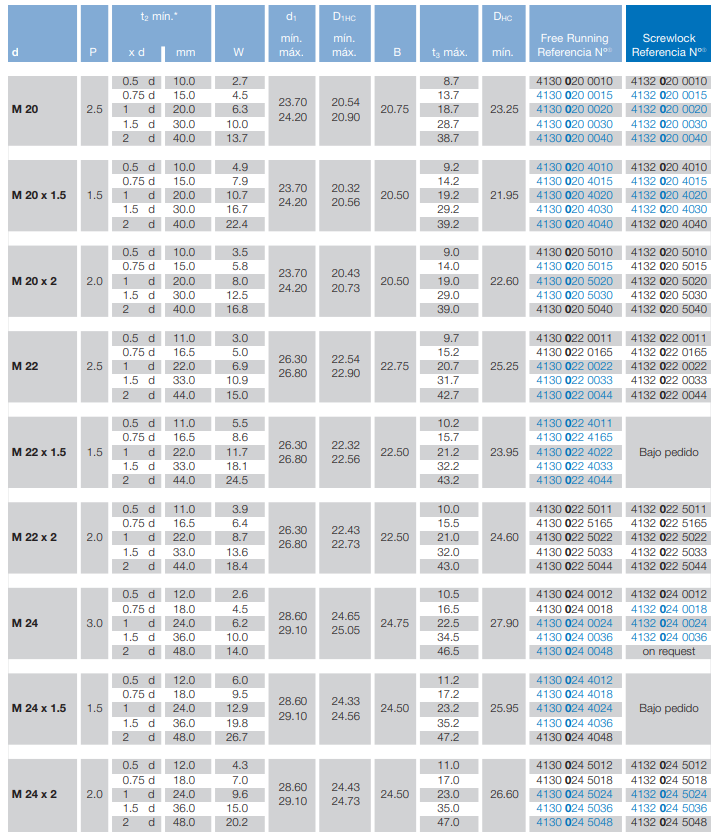 t₂ mín.* d₁ D₁HC DHC
mín. mín. Free Running Screwlock
d P x d mm W máx. máx. B t₃ máx. mín. Referencia Nº① Referencia Nº①
0.5 d 10.0 2.7 8.7 4130 020 0010 4132 020 0010
0.75 d 15.0 4.5 13.7 4130 020 0015 4132 020 0015
M 20 2.5 1 d 20.0 6.3 23.70 24.20 20.54 20.90 20.75 18.7 23.25 4130 020 0020 4132 020 0020
1.5 d 30.0 10.0 28.7 4130 020 0030 4132 020 0030
2 d 40.0 13.7 38.7 4130 020 0040 4132 020 0040
0.5 d 10.0 4.9 9.2 4130 020 4010 4132 020 4010
0.75 d 15.0 7.9 14.2 4130 020 4015 4132 020 4015
M 20 x 1.5 1.5 1 d 20.0 10.7 23.70 24.20 20.32 20.56 20.50 19.2 21.95 4130 020 4020 4132 020 4020
1.5 d 30.0 16.7 29.2 4130 020 4030 4132 020 4030
2 d 40.0 22.4 39.2 4130 020 4040 4132 020 4040
0.5 d 10.0 3.5 9.0 4130 020 5010 4132 020 5010
0.75 d 15.0 5.8 14.0 4130 020 5015 4132 020 5015
M 20 x 2 2.0 1 d 20.0 8.0 23.70 24.20 20.43 20.73 20.50 19.0 22.60 4130 020 5020 4132 020 5020
1.5 d 30.0 12.5 29.0 4130 020 5030 4132 020 5030
2 d 40.0 16.8 39.0 4130 020 5040 4132 020 5040
0.5 d 11.0 3.0 9.7 4130 022 0011 4132 022 0011
0.75 d 16.5 5.0 15.2 4130 022 0165 4132 022 0165
M 22 2.5 1 d 22.0 6.9 26.30 26.80 22.54 22.90 22.75 20.7 25.25 4130 022 0022 4132 022 0022
1.5 d 33.0 10.9 31.7 4130 022 0033 4132 022 0033
2 d 44.0 15.0 42.7 4130 022 0044 4132 022 0044
0.5 d 11.0 5.5 10.2 4130 022 4011
0.75 d 16.5 8.6 15.7 4130 022 4165
M 22 x 1.5 1.5 1 d 22.0 11.7 26.30 26.80 22.32 22.56 22.50 21.2 23.95 4130 022 4022 Bajo pedido
1.5 d 33.0 18.1 32.2 4130 022 4033
2 d 44.0 24.5 43.2 4130 022 4044
0.5 d 11.0 3.9 10.0 4130 022 5011 4132 022 5011
0.75 d 16.5 6.4 15.5 4130 022 5165 4132 022 5165
M 22 x 2 2.0 1 d 22.0 8.7 26.30 26.80 22.43 22.73 22.50 21.0 24.60 4130 022 5022 4132 022 5022
1.5 d 33.0 13.6 32.0 4130 022 5033 4132 022 5033
2 d 44.0 18.4 43.0 4130 022 5044 4132 022 5044
0.5 d 12.0 2.6 10.5 4130 024 0012 4132 024 0012
0.75 d 18.0 4.5 16.5 4130 024 0018 4132 024 0018
M 24 3.0 1 d 24.0 6.2 28.60 29.10 24.65 25.05 24.75 22.5 27.90 4130 024 0024 4132 024 0024
1.5 d 36.0 10.0 34.5 4130 024 0036 4132 024 0036
2 d 48.0 14.0 46.5 4130 024 0048 on request
0.5 d 12.0 6.0 11.2 4130 024 4012
0.75 d 18.0 9.5 17.2 4130 024 4018
M 24 x 1.5 1.5 1 d 24.0 12.9 28.60 29.10 24.33 24.56 24.50 23.2 25.95 4130 024 4024 Bajo pedido
1.5 d 36.0 19.8 35.2 4130 024 4036
2 d 48.0 26.7 47.2 4130 024 4048
0.5 d 12.0 4.3 11.0 4130 024 5012 4132 024 5012
0.75 d 18.0 7.0 17.0 4130 024 5018 4132 024 5018
M 24 x 2 2.0 1 d 24.0 9.6 28.60 29.10 24.43 24.73 24.50 23.0 26.60 4130 024 5024 4132 024 5024
1.5 d 36.0 15.0 35.0 4130 024 5036 4132 024 5036
2 d 48.0 20.2 47.0 4130 024 5048 4132 024 5048